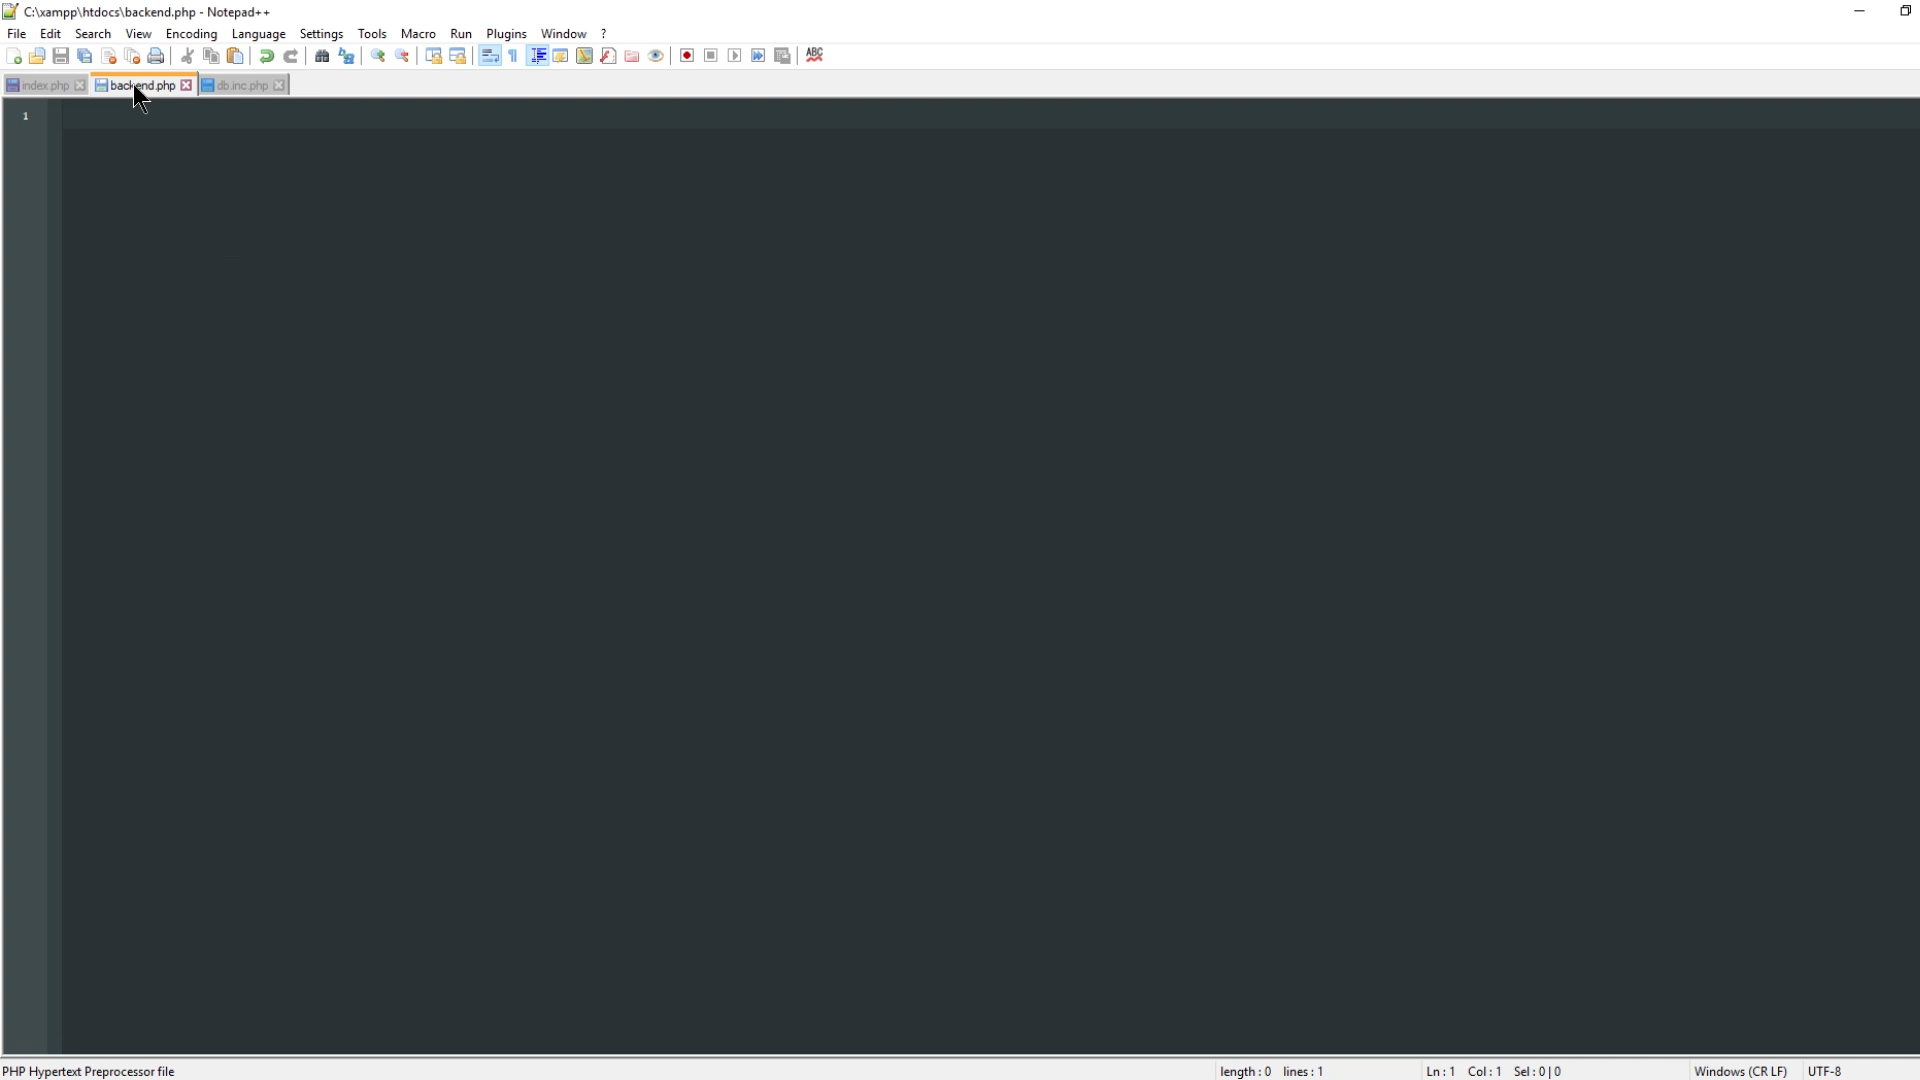 C:\xampp\htdocs\backend.php - Notepad++
File Edit Search View Encoding Language Settings Tools Macro Run Plugins Window ?
ABC
index.php backend.php db.inc.php
1
PHP Hypertext Preprocessor file length : 0 lines : 1 Ln : 1 Col : 1 Sel : 0 | 0 Windows (CR LF) UTF-8